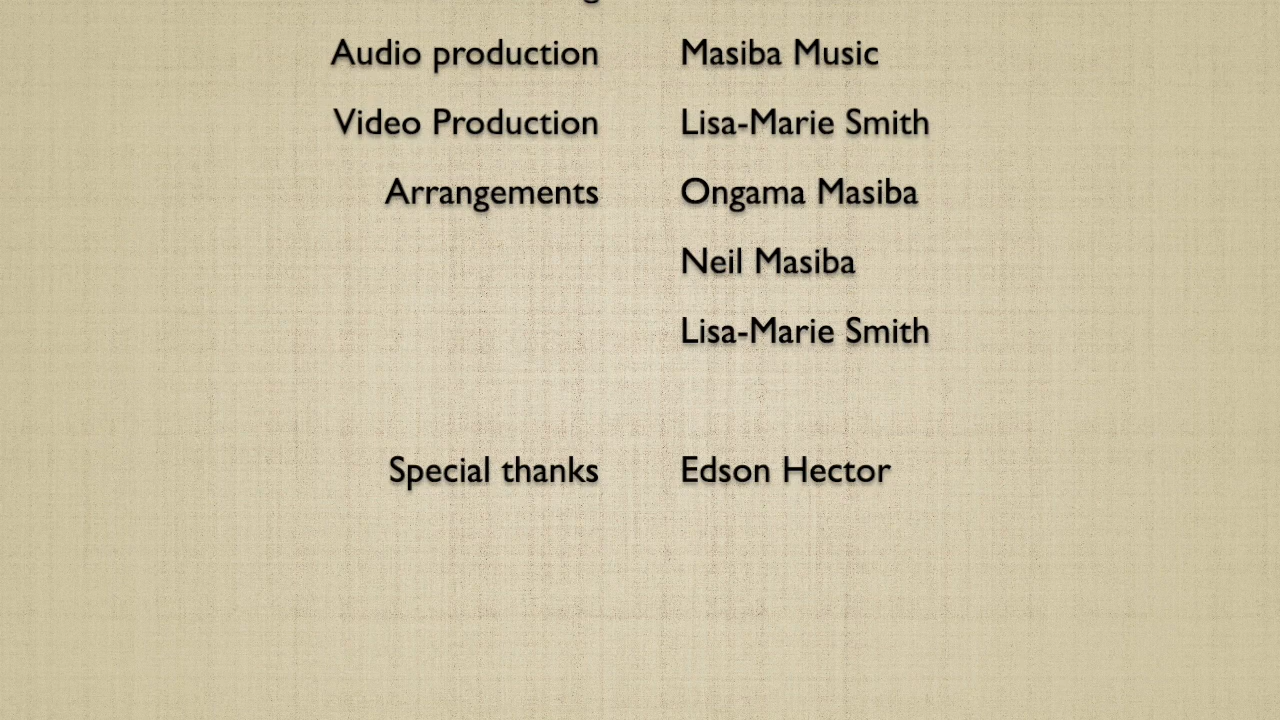 Audio production Masiba Music
Video Production Lisa-Marie Smith
Arrangements Ongama Masiba
Neil Masiba
Lisa-Marie Smith
Special thanks Edson Hector